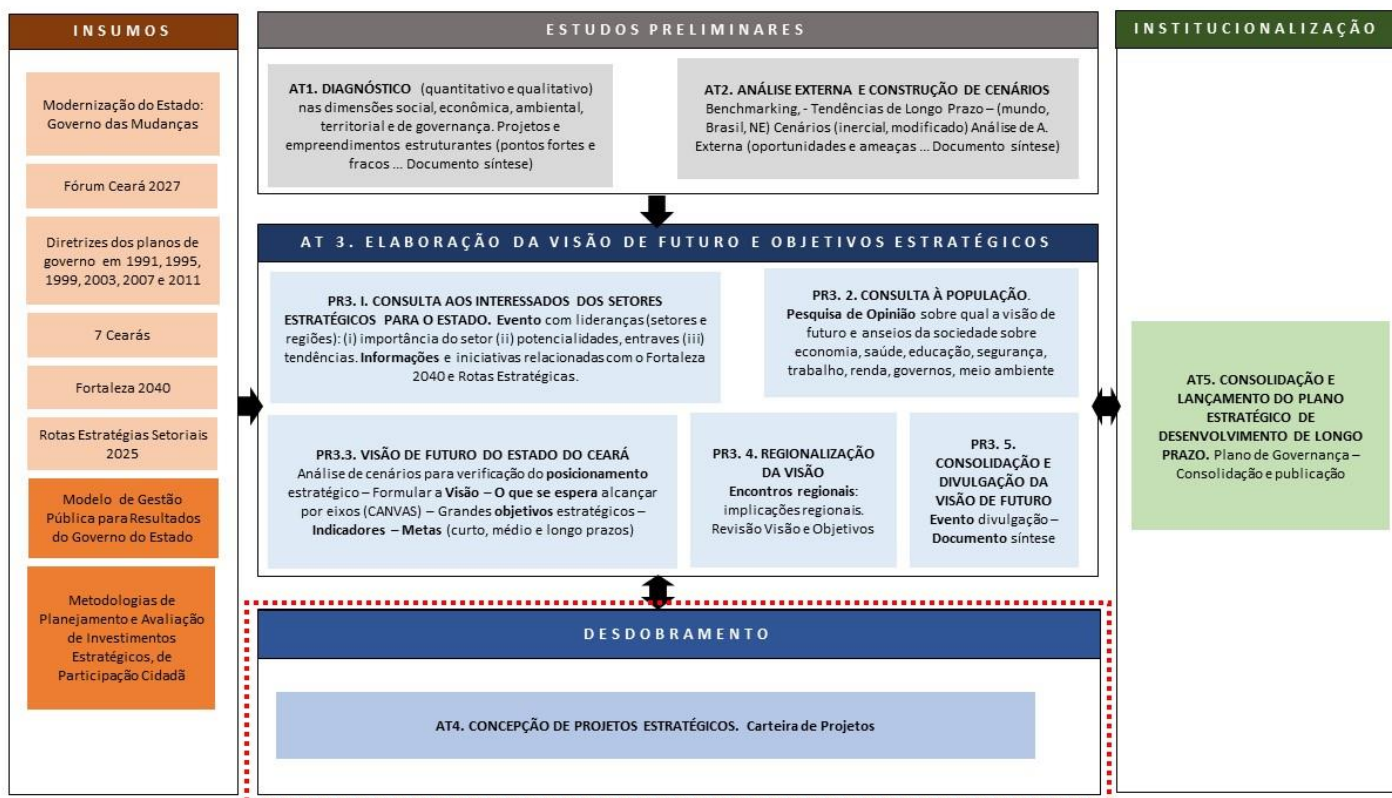 INSUMOS
Modernização do Estado:
Governo das Mudanças
Fórum Ceará 2027
Diretrizes dos planos de
governo em 1991, 1995,
1999, 2003, 2007 e 2011
7 Cearás
Fortaleza 2040
Rotas Estratégias Setoriais
2025
Modelo de Gestão
Pública para Resultados
do Governo do Estado
Metodologias de
Planejamento e Avaliação
de Investimentos
Estratégicos, de
Participação Cidadã
ESTUDOS PRELIMINARES
AT1. DIAGNÓSTICO (quantitativo e qualitativo)
nas dimensões social, econômica, ambiental,
territorial e de governança. Projetos e
empreendimentos estruturantes (pontos fortes e
fracos ... Documento síntese)
AT2. ANÁLISE EXTERNA E CONSTRUÇÃO DE CENÁRIOS
Benchmarking, - Tendências de Longo Prazo – (mundo,
Brasil, NE) Cenários (inercial, modificado) Análise de A.
Externa (oportunidades e ameaças ... Documento síntese)
AT 3. ELABORAÇÃO DA VISÃO DE FUTURO E OBJETIVOS ESTRATÉGICOS
PR3. I. CONSULTA AOS INTERESSADOS DOS SETORES
ESTRATÉGICOS PARA O ESTADO. Evento com lideranças (setores e
regiões): (i) importância do setor (ii) potencialidades, entraves (iii)
tendências. Informações e iniciativas relacionadas com o Fortaleza
2040 e Rotas Estratégicas.
PR3. 2. CONSULTA À POPULAÇÃO.
Pesquisa de Opinião sobre qual a visão de
futuro e anseios da sociedade sobre
economia, saúde, educação, segurança,
trabalho, renda, governos, meio ambiente
PR3.3. VISÃO DE FUTURO DO ESTADO DO CEARÁ
Análise de cenários para verificação do posicionamento
estratégico – Formular a Visão – O que se espera alcançar
por eixos (CANVAS) – Grandes objetivos estratégicos –
Indicadores – Metas (curto, médio e longo prazos)
PR3. 4. REGIONALIZAÇÃO
DA VISÃO
Encontros regionais:
implicações regionais.
Revisão Visão e Objetivos
PR3. 5.
CONSOLIDAÇÃO E
DIVULGAÇÃO DA
VISÃO DE FUTURO
Evento divulgação –
Documento síntese
DESDOBRAMENTO
AT4. CONCEPÇÃO DE PROJETOS ESTRATÉGICOS. Carteira de Projetos
INSTITUCIONALIZAÇÃO
AT5. CONSOLIDAÇÃO E
LANÇAMENTO DO PLANO
ESTRATÉGICO DE
DESENVOLVIMENTO DE LONGO
PRAZO. Plano de Governança –
Consolidação e publicação